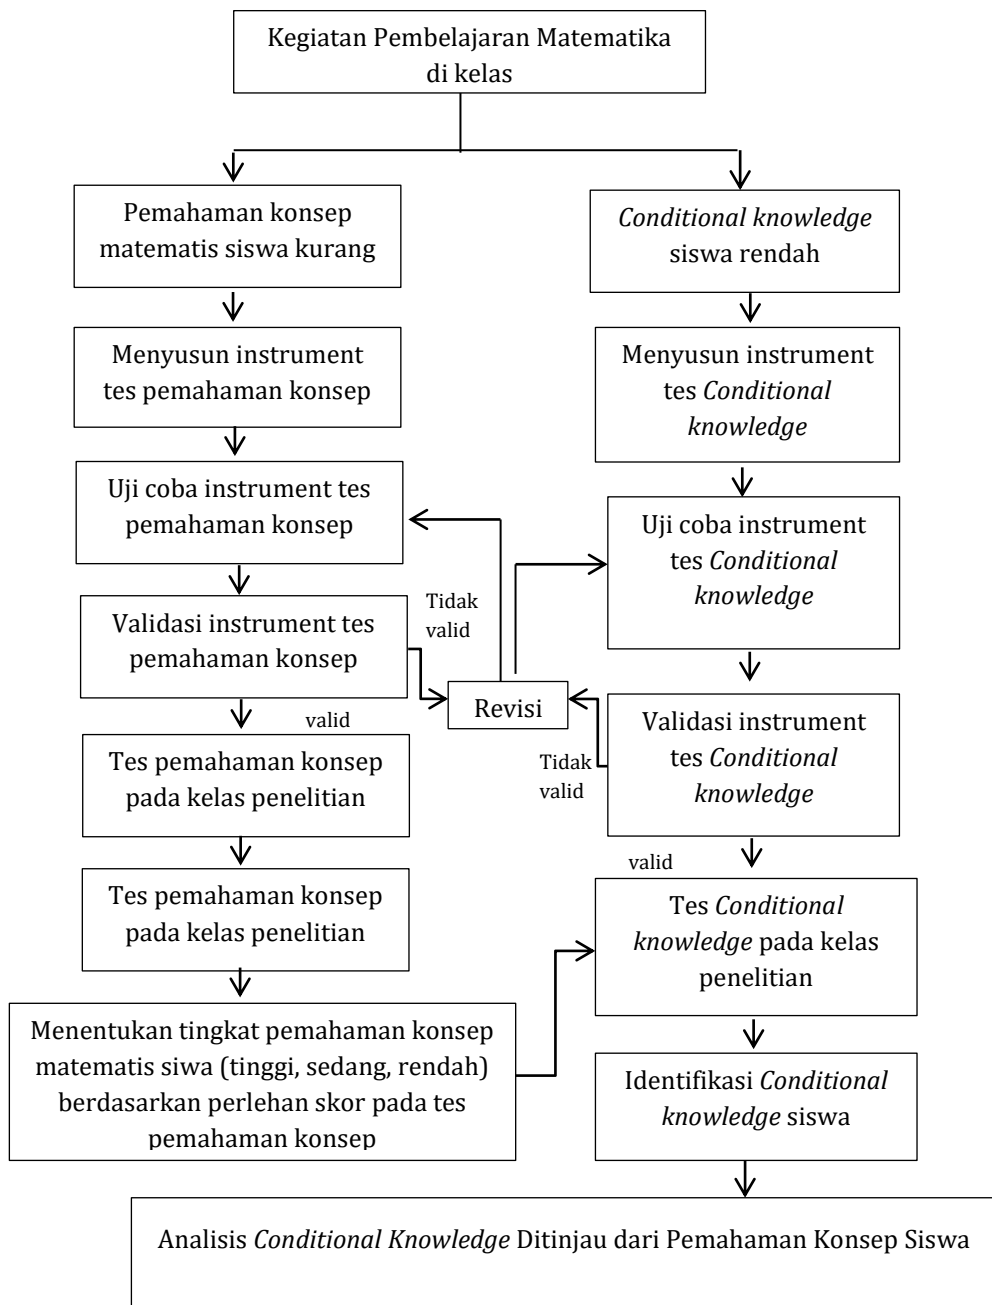 Kegiatan Pembelajaran Matematika
di kelas
Pemahaman konsep
matematis siswa kurang
Conditional knowledge
siswa rendah
Menyusun instrument
tes pemahaman konsep
Menyusun instrument
tes Conditional
knowledge
Uji coba instrument tes
pemahaman konsep
Uji coba instrument
tes Conditional
knowledge
Tidak
valid
Validasi instrument tes
pemahaman konsep
Revisi
valid
Validasi instrument
tes Conditional
knowledge
Tidak
valid
Tes pemahaman konsep
pada kelas penelitian
valid
Tes pemahaman konsep
pada kelas penelitian
Tes Conditional
knowledge pada kelas
penelitian
Menentukan tingkat pemahaman konsep
matematis siwa (tinggi, sedang, rendah)
berdasarkan perlehan skor pada tes
pemahaman konsep
Identifikasi Conditional
knowledge siswa
Analisis Conditional Knowledge Ditinjau dari Pemahaman Konsep Siswa